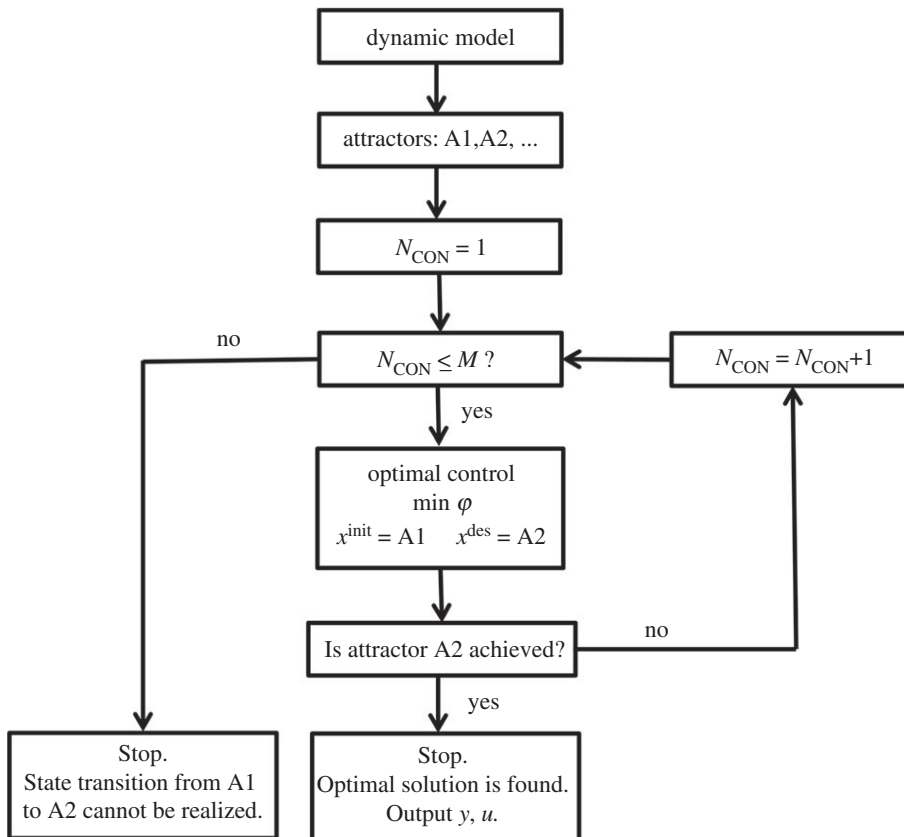 dynamic model
attractors: A1,A2, ...
N_CON = 1
no
N_CON ≤ M ?
N_CON = N_CON+1
yes
optimal control
min φ
x^init = A1 x^des = A2
Is attractor A2 achieved?
no
yes
Stop.
State transition from A1
to A2 cannot be realized.
Stop.
Optimal solution is found.
Output y, u.